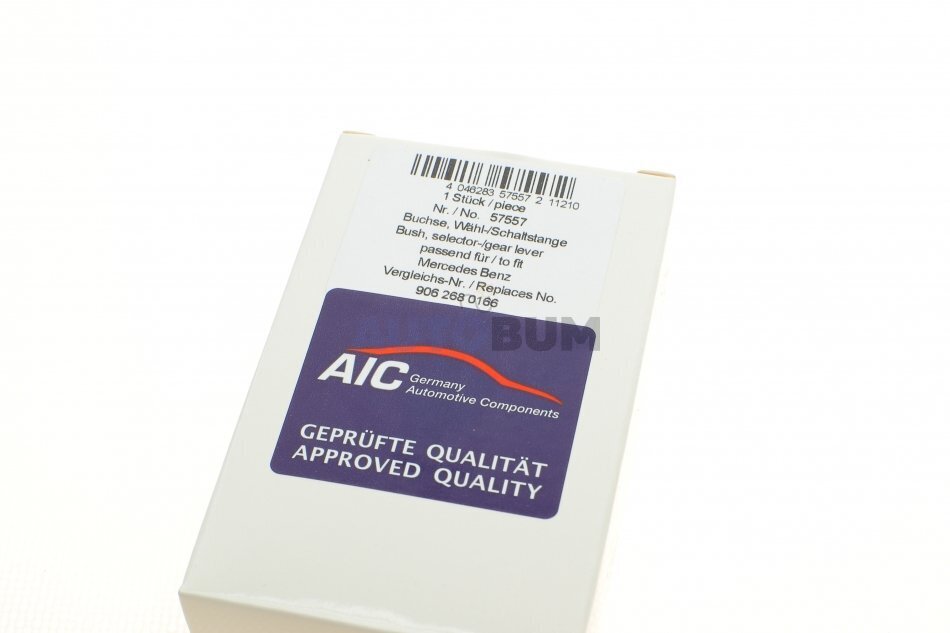 4 046283 57557 2 11210
1 Stück / piece
Nr. / No. 57557
Buchse, Wähl-/Schaltstange
Bush, selector-/gear lever
passend für / to fit
Mercedes Benz
Vergleichs-Nr. / Replaces No.
906 268 0166
AUTOBUM
AIC Germany
Automotive Components
GEPRÜFTE QUALITÄT
APPROVED QUALITY